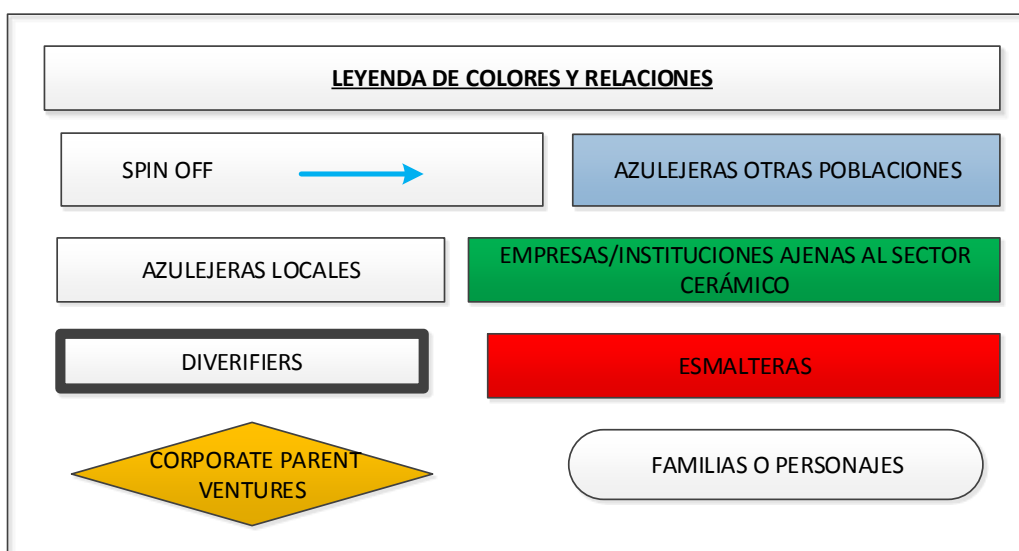 LEYENDA DE COLORES Y RELACIONES
SPIN OFF
AZULEJERAS OTRAS POBLACIONES
AZULEJERAS LOCALES
EMPRESAS/INSTITUCIONES AJENAS AL SECTOR
CERÁMICO
DIVERIFIERS
ESMALTERAS
CORPORATE PARENT
VENTURES
FAMILIAS O PERSONAJES